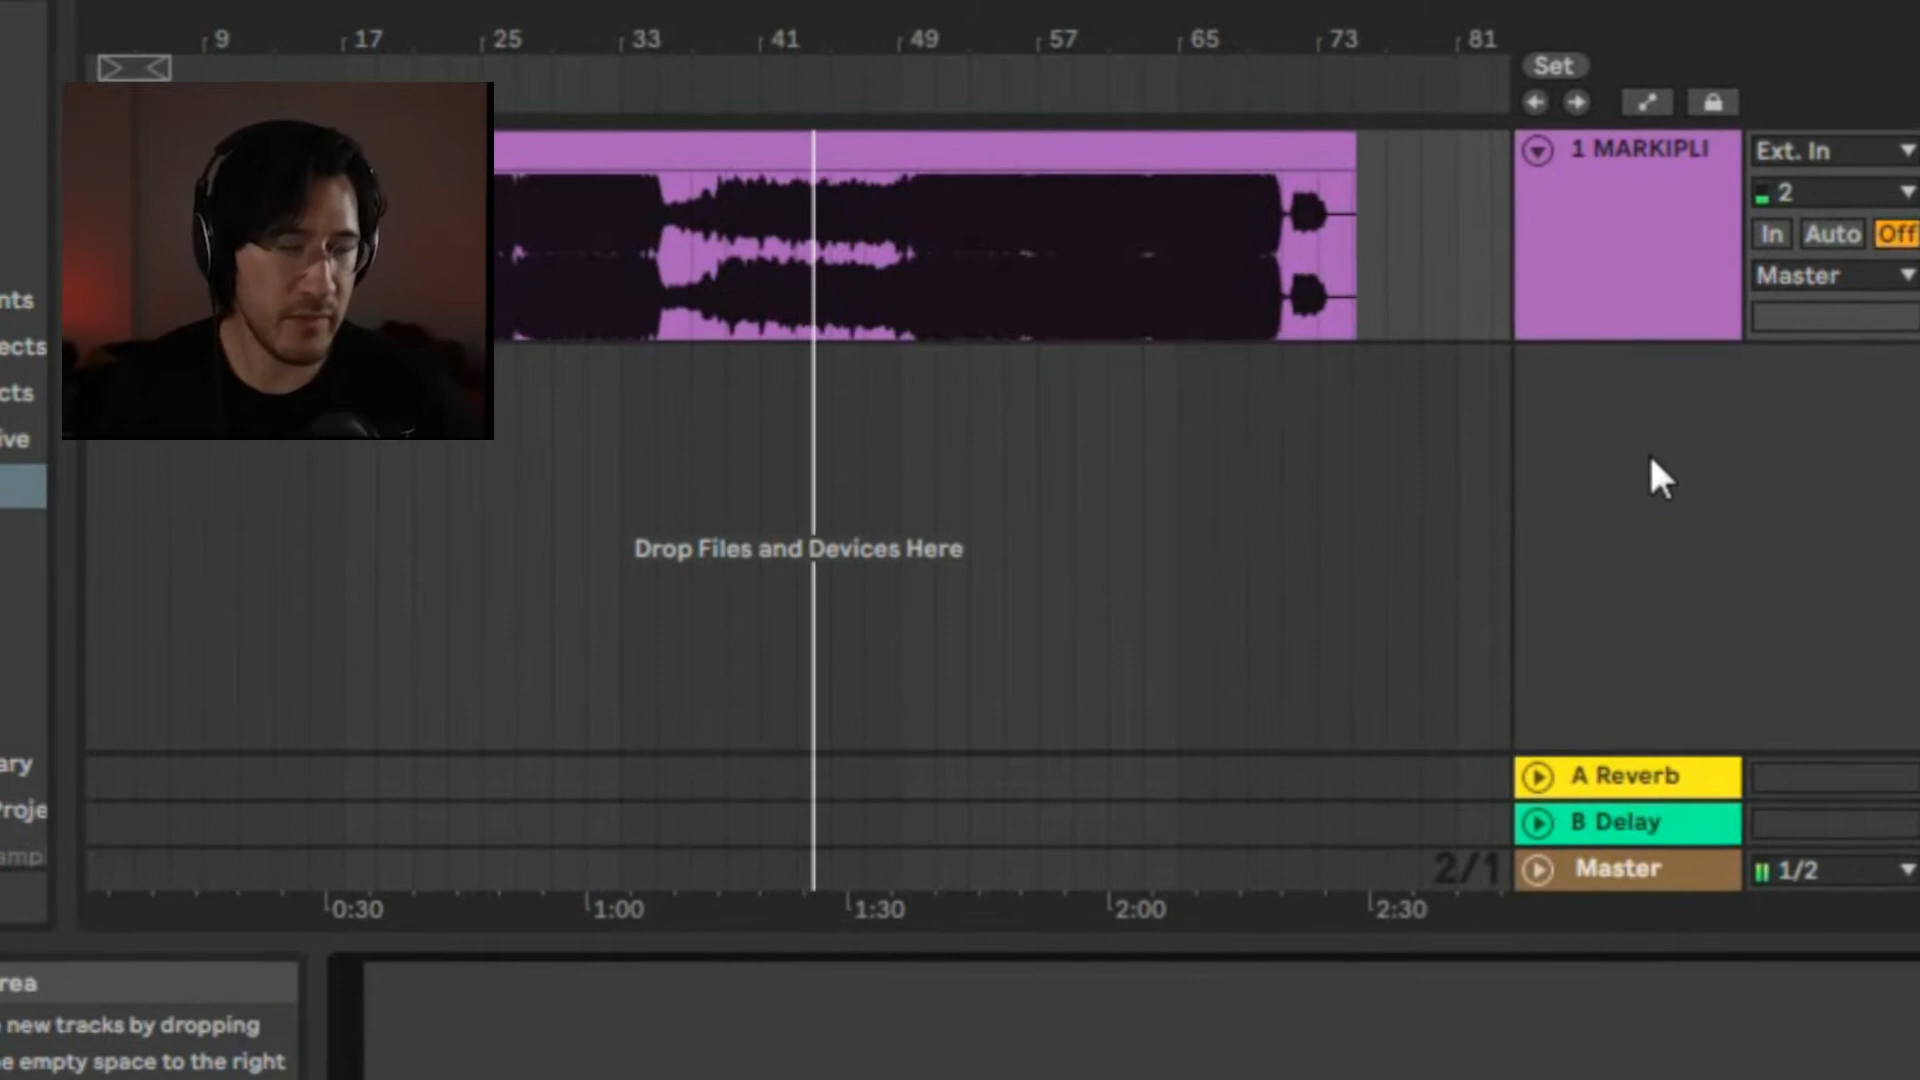 9 17 25 33 41 49 57 65 73 81
Set
1 MARKIPLI
Ext. In
2
In Auto Off
Master
nts
ects
cts
ive
Drop Files and Devices Here
ary
Proje
ampl
A Reverb
B Delay
2/1
Master
1/2
0:30 1:00 1:30 2:00 2:30
rea
new tracks by dropping
e empty space to the right